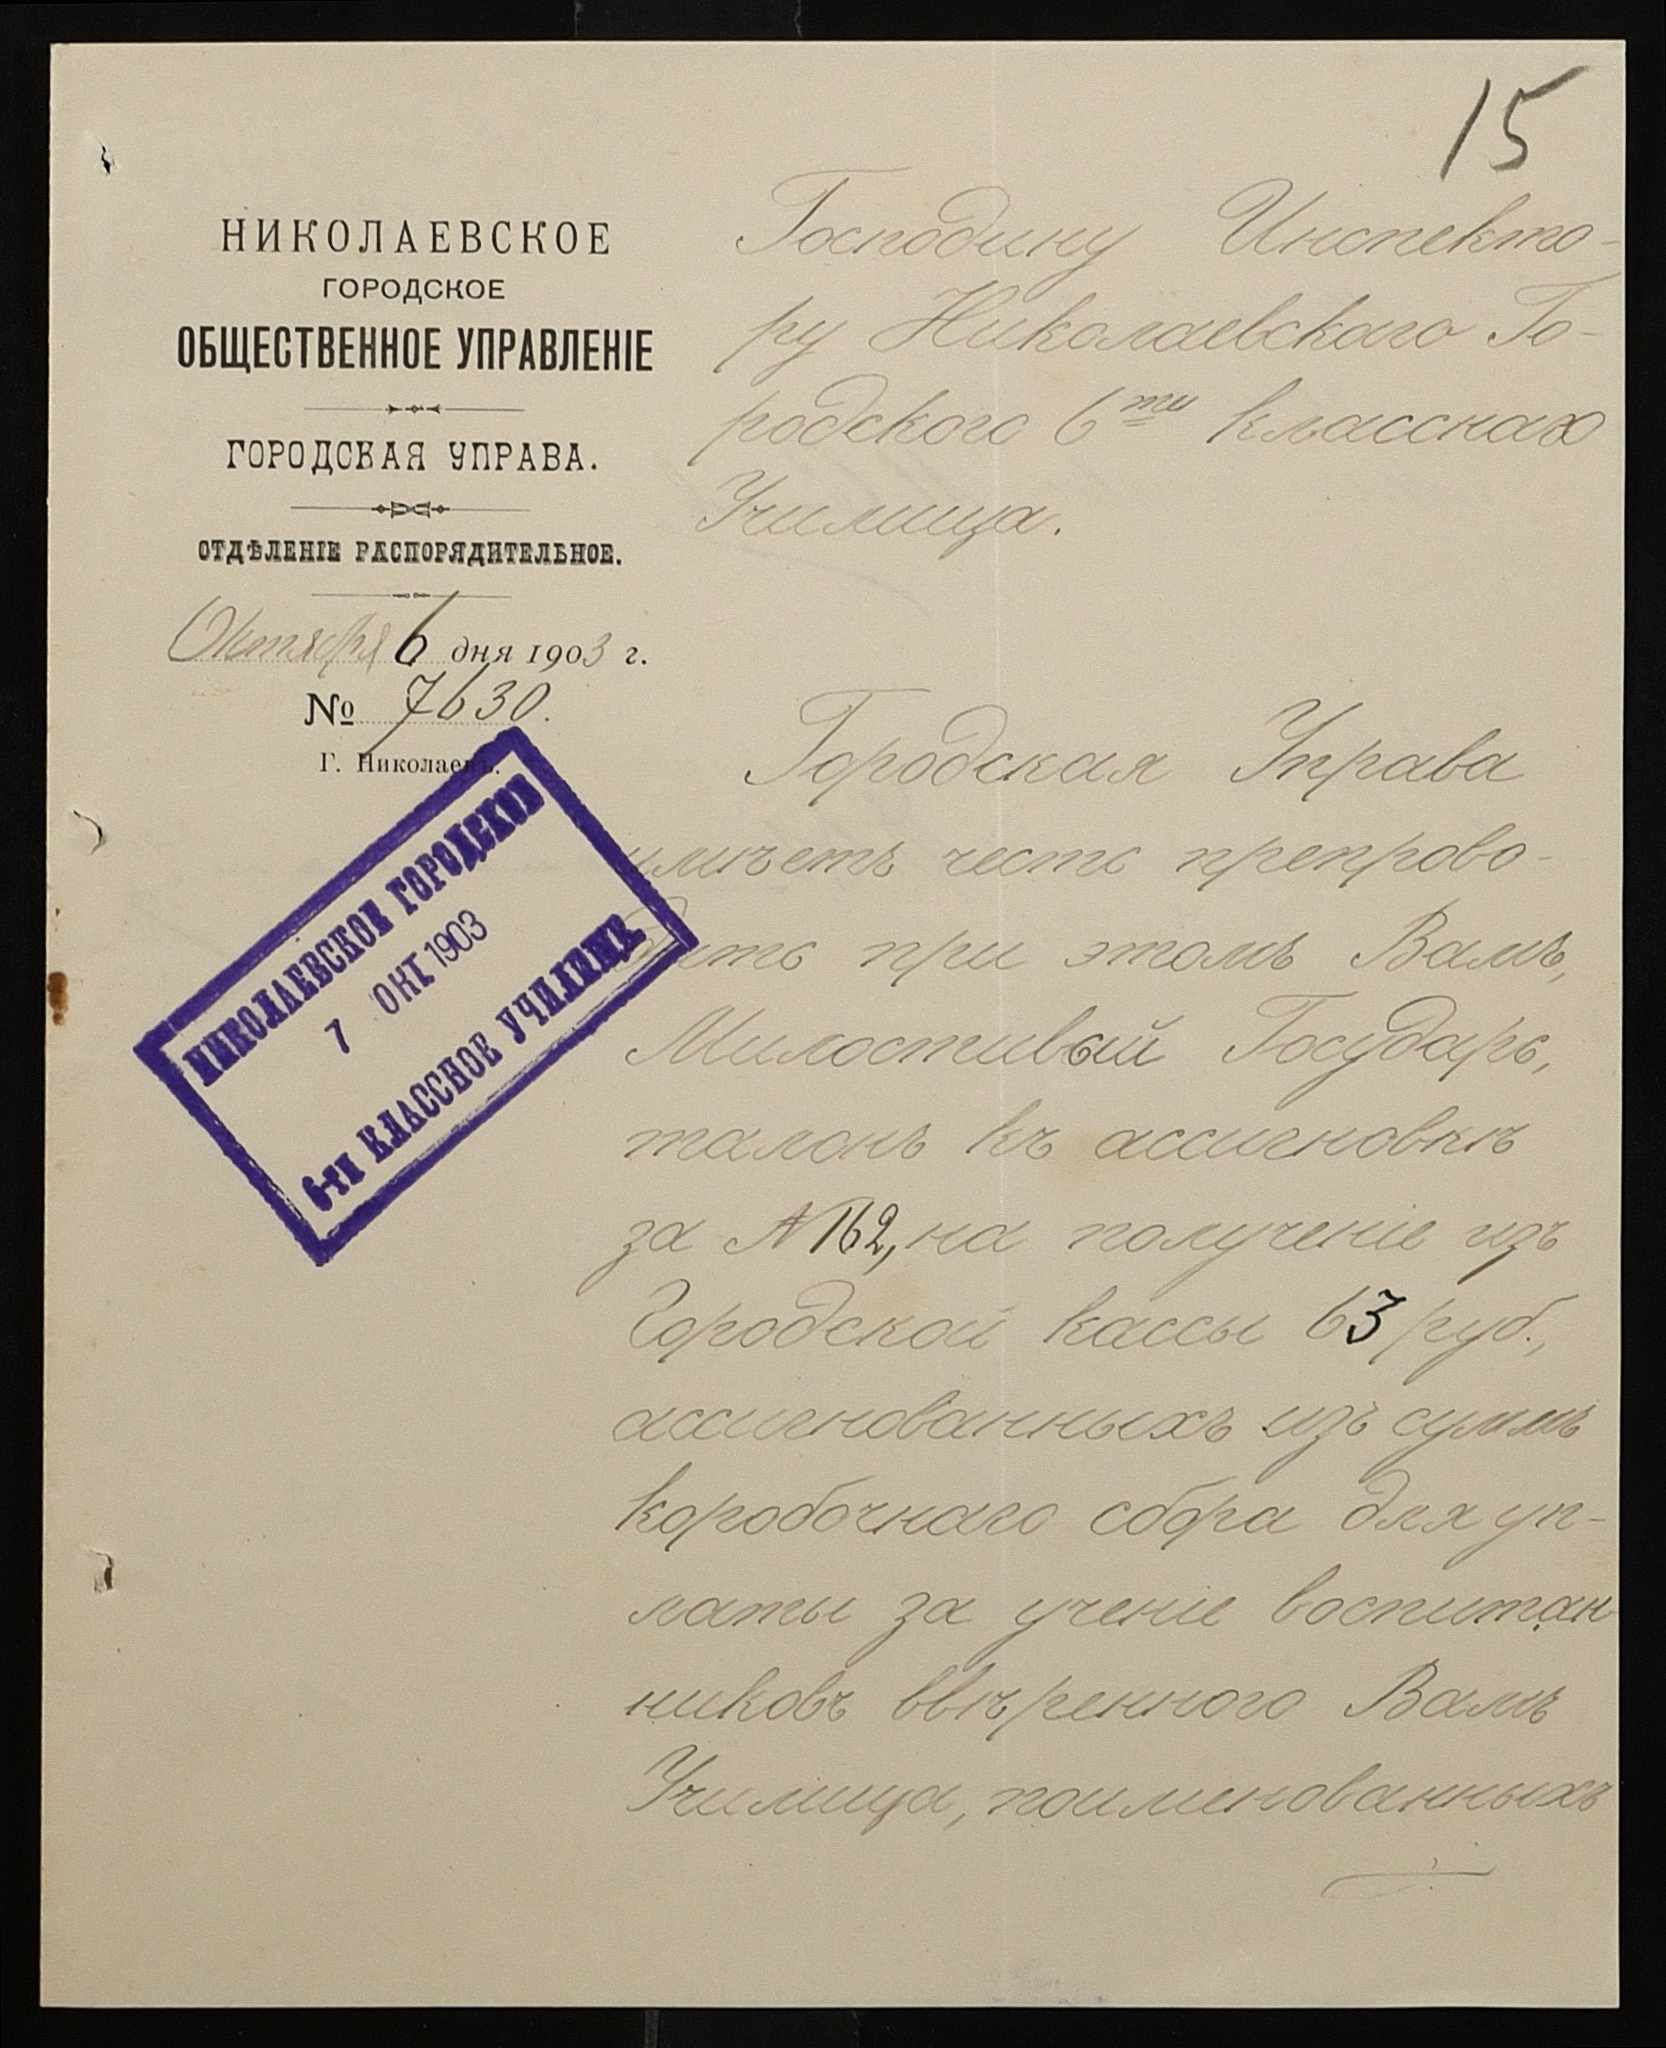 15
НИКОЛАЕВСКОЕ
ГОРОДСКОЕ
ОБЩЕСТВЕННОЕ УПРАВЛЕНІЕ
ГОРОДСКАЯ УПРАВА.
ОТДѢЛЕНІЕ РАСПОРЯДИТЕЛЬНОЕ.
Октября 6 дня 1903 г.
№ 7630.
Г. Николаевъ.
НИКОЛАЕВСКОЕ ГОРОДСКОЕ
7 ОКТ 1903
6-ТИ КЛАССНОЕ УЧИЛИЩЕ
Господину Инспекто-
ру Николаевскаго Го-
родского 6ти класснаго
Училища.
Городская Управа
имѣетъ честь препрово-
дить при этомъ Вамъ,
Милостивый Государь,
талонъ къ ассигновкѣ
за № 162, на полученіе изъ
Городской кассы 63 руб.,
ассигнованныхъ изъ суммъ
коробочнаго сбора для уп-
латы за ученіе воспитан
никовъ ввѣренного Вамъ
Училища, поименованныхъ